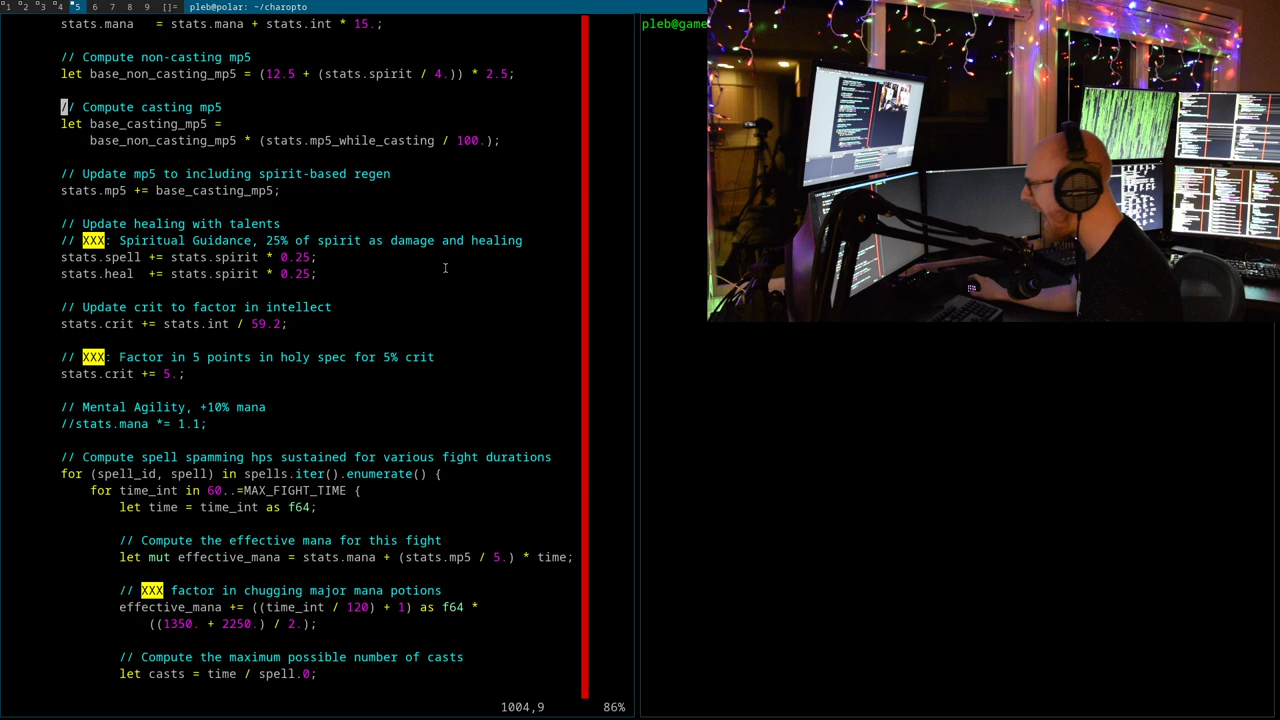 1 2 3 4 5 6 7 8 9 []= pleb@polar: ~/charopto
stats.mana   = stats.mana + stats.int * 15.;
// Compute non-casting mp5
let base_non_casting_mp5 = (12.5 + (stats.spirit / 4.)) * 2.5;
// Compute casting mp5
let base_casting_mp5 =
base_non_casting_mp5 * (stats.mp5_while_casting / 100.);
// Update mp5 to including spirit-based regen
stats.mp5 += base_casting_mp5;
// Update healing with talents
// XXX: Spiritual Guidance, 25% of spirit as damage and healing
stats.spell += stats.spirit * 0.25;
stats.heal  += stats.spirit * 0.25;
// Update crit to factor in intellect
stats.crit += stats.int / 59.2;
// XXX: Factor in 5 points in holy spec for 5% crit
stats.crit += 5.;
// Mental Agility, +10% mana
//stats.mana *= 1.1;
// Compute spell spamming hps sustained for various fight durations
for (spell_id, spell) in spells.iter().enumerate() {
for time_int in 60..=MAX_FIGHT_TIME {
let time = time_int as f64;
// Compute the effective mana for this fight
let mut effective_mana = stats.mana + (stats.mp5 / 5.) * time;
// XXX factor in chugging major mana potions
effective_mana += ((time_int / 120) + 1) as f64 *
((1350. + 2250.) / 2.);
// Compute the maximum possible number of casts
let casts = time / spell.0;
1004,9 86%
pleb@game